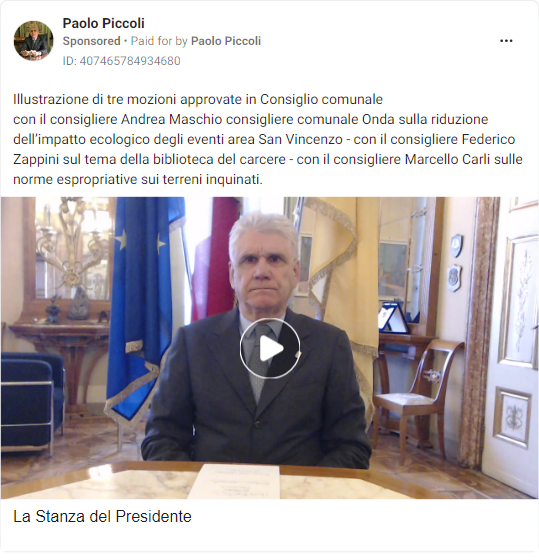 Paolo Piccoli
Sponsored • Paid for by Paolo Piccoli
ID: 407465784934680
Illustrazione di tre mozioni approvate in Consiglio comunale
con il consigliere Andrea Maschio consigliere comunale Onda sulla riduzione
dell’impatto ecologico degli eventi area San Vincenzo - con il consigliere Federico
Zappini sul tema della biblioteca del carcere - con il consigliere Marcello Carli sulle
norme espropriative sui terreni inquinati.
La Stanza del Presidente